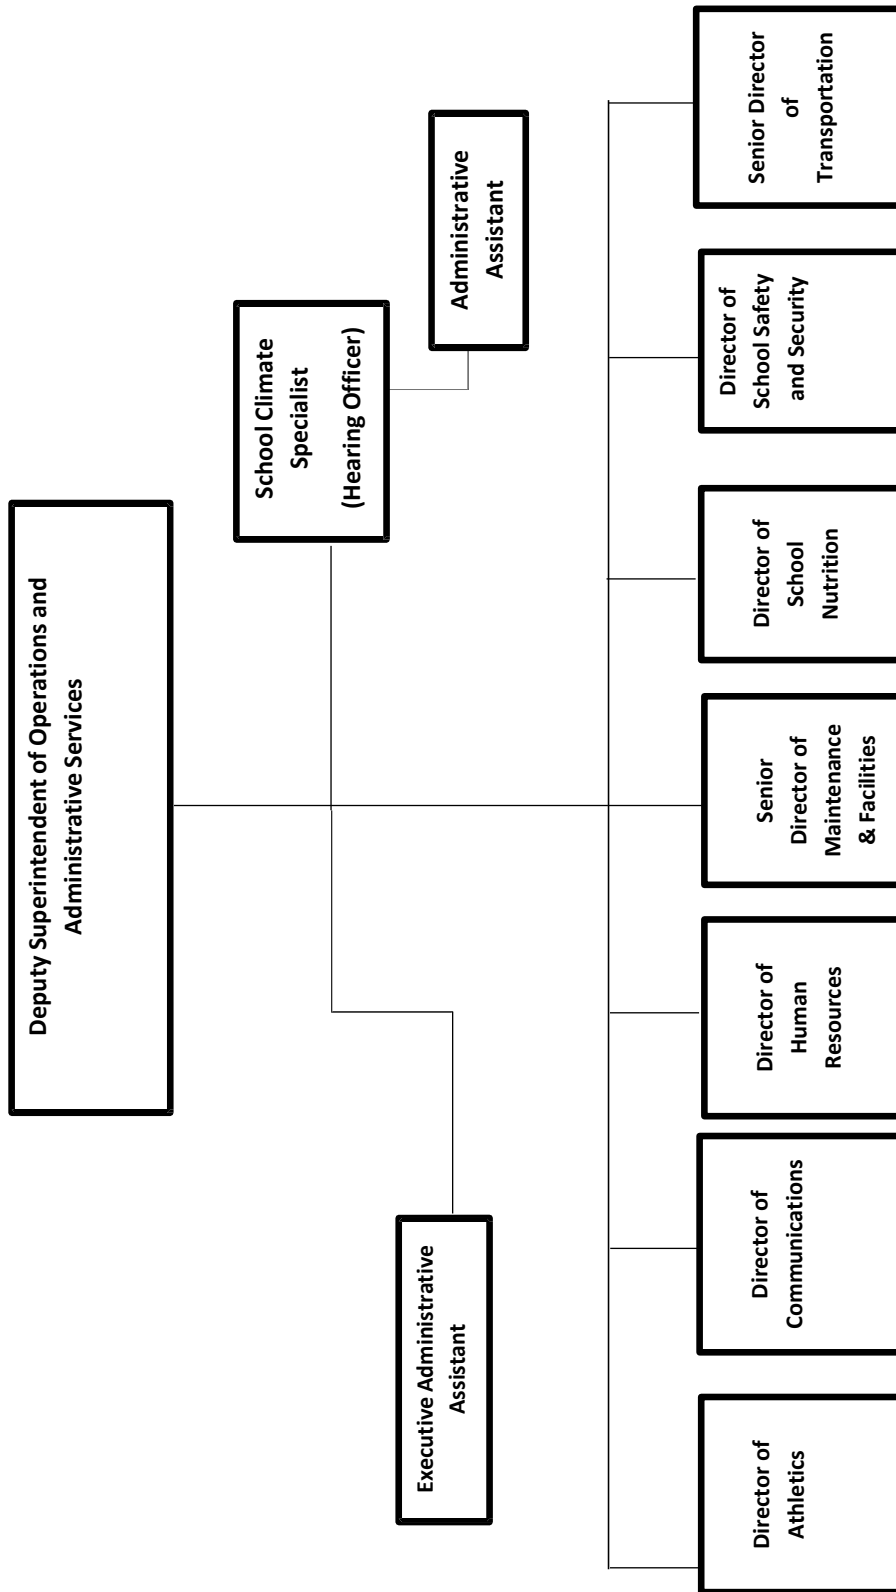 Deputy Superintendent of Operations and
Administrative Services
School Climate
Specialist
(Hearing Officer)
Executive Administrative
Assistant
Administrative
Assistant
Director of
Athletics
Director of
Communications
Director of
Human
Resources
Senior
Director of
Maintenance
& Facilities
Director of
School
Nutrition
Director of
School Safety
and Security
Senior Director
of
Transportation